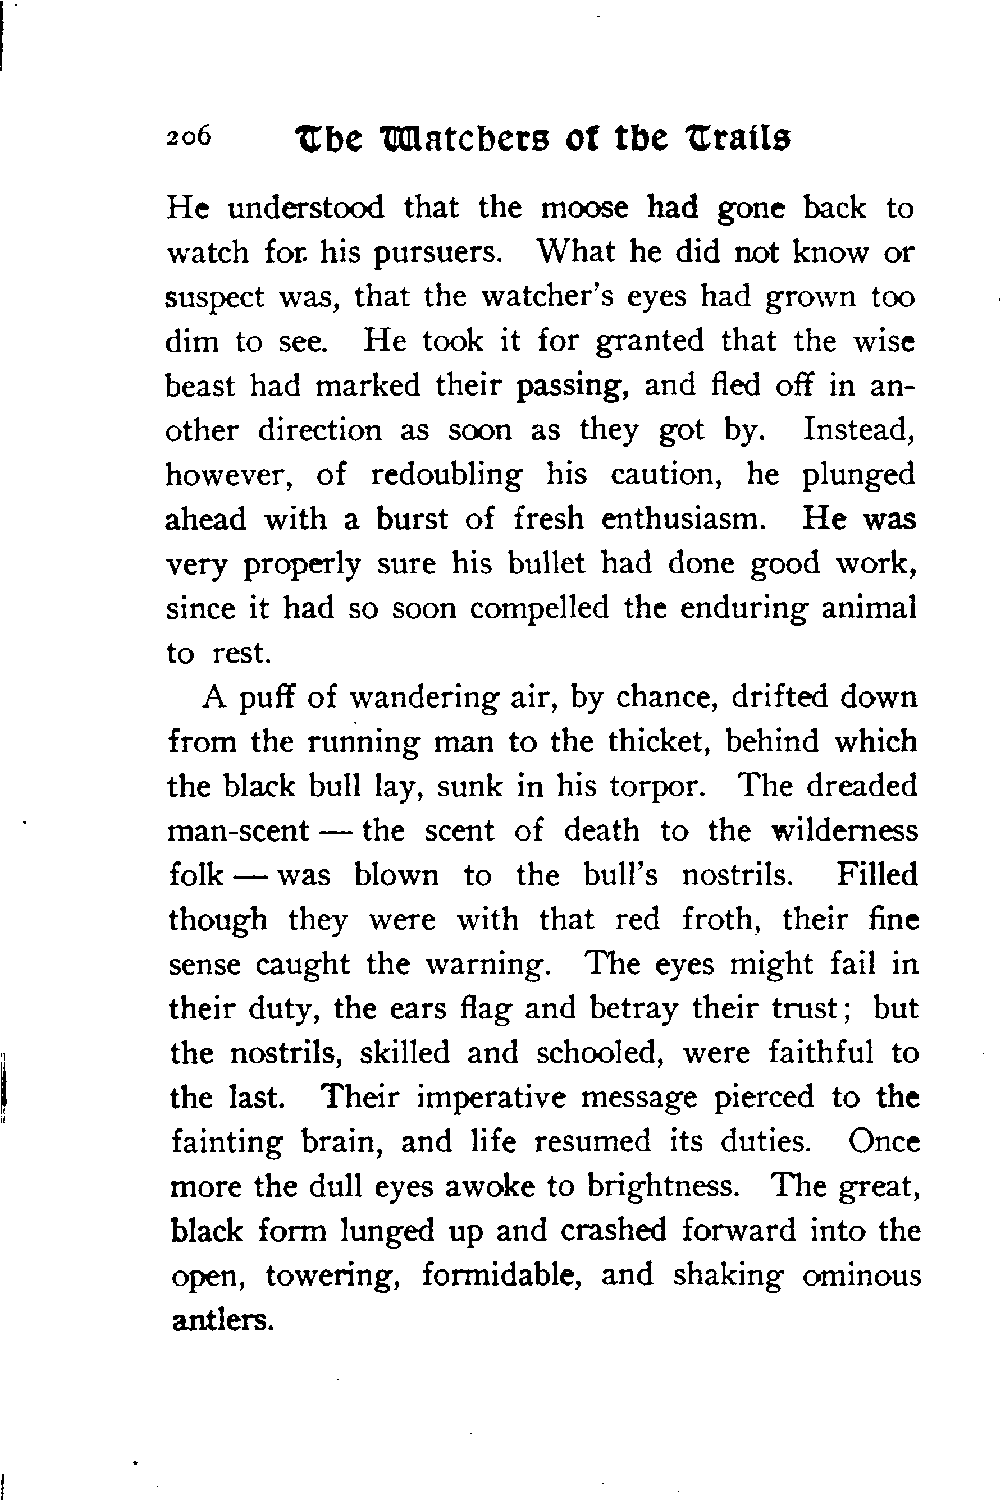 206 The Watchers of the Trails
He understood that the moose had gone back to
watch for his pursuers. What he did not know or
suspect was, that the watcher's eyes had grown too
dim to see. He took it for granted that the wise
beast had marked their passing, and fled off in an-
other direction as soon as they got by. Instead,
however, of redoubling his caution, he plunged
ahead with a burst of fresh enthusiasm. He was
very properly sure his bullet had done good work,
since it had so soon compelled the enduring animal
to rest.
A puff of wandering air, by chance, drifted down
from the running man to the thicket, behind which
the black bull lay, sunk in his torpor. The dreaded
man-scent — the scent of death to the wilderness
folk — was blown to the bull's nostrils. Filled
though they were with that red froth, their fine
sense caught the warning. The eyes might fail in
their duty, the ears flag and betray their trust; but
the nostrils, skilled and schooled, were faithful to
the last. Their imperative message pierced to the
fainting brain, and life resumed its duties. Once
more the dull eyes awoke to brightness. The great,
black form lunged up and crashed forward into the
open, towering, formidable, and shaking ominous
antlers.